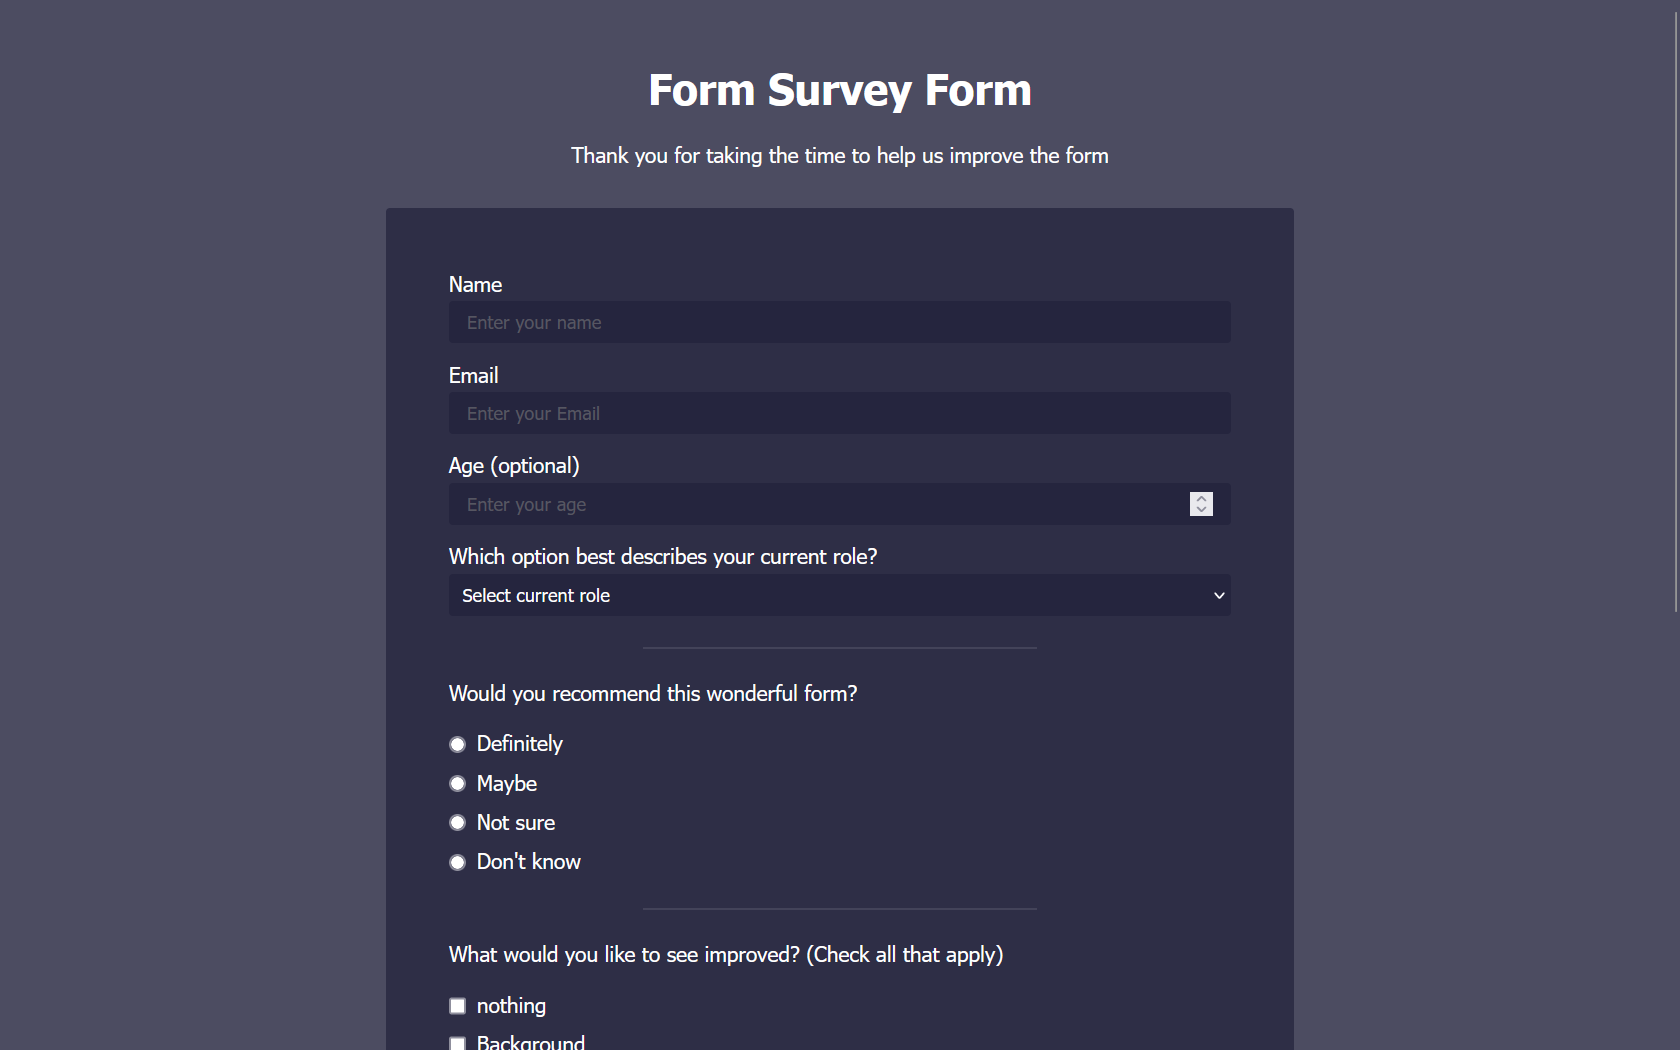 Form Survey Form
Thank you for taking the time to help us improve the form
Name
Enter your name
Email
Enter your Email
Age (optional)
Enter your age
Which option best describes your current role?
Select current role
Would you recommend this wonderful form?
Definitely
Maybe
Not sure
Don't know
What would you like to see improved? (Check all that apply)
nothing
Background